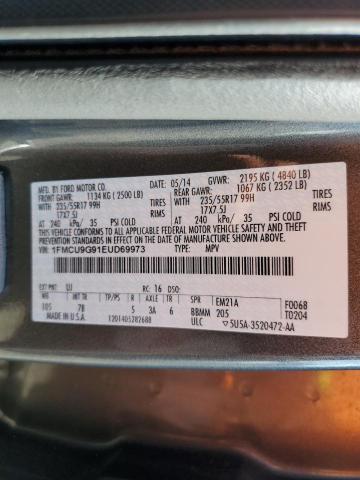 MFD. BY FORD MOTOR CO. 05/14 GVWR: 2195 KG ( 4840 LB)
FRONT GAWR: 1134 KG ( 2500 LB) REAR GAWR: 1067 KG ( 2352 LB)
235/55R17 99H WITH TIRES 235/55R17 99H WITH TIRES
17X7.5J RIMS 17X7.5J RIMS
AT 240 kPa/ 35 PSI COLD AT 240 kPa/ 35 PSI COLD
THIS VEHICLE CONFORMS TO ALL APPLICABLE FEDERAL MOTOR VEHICLE SAFETY AND THEFT PREVENTION STANDARDS IN EFFECT ON THE DATE OF MANUFACTURE SHOWN ABOVE.
VIN: 1FMCU9G91EUD69973 TYPE: MPV
EXT PNT: UJ RC: 16 DSO:
INT TR TP/PS R AXLE TR SPR EM21A F0068
105 7B 5 3A 6 BBMM 205 T0204
MADE IN U.S.A. 1201405282688 ULC 5USA-3520472-AA